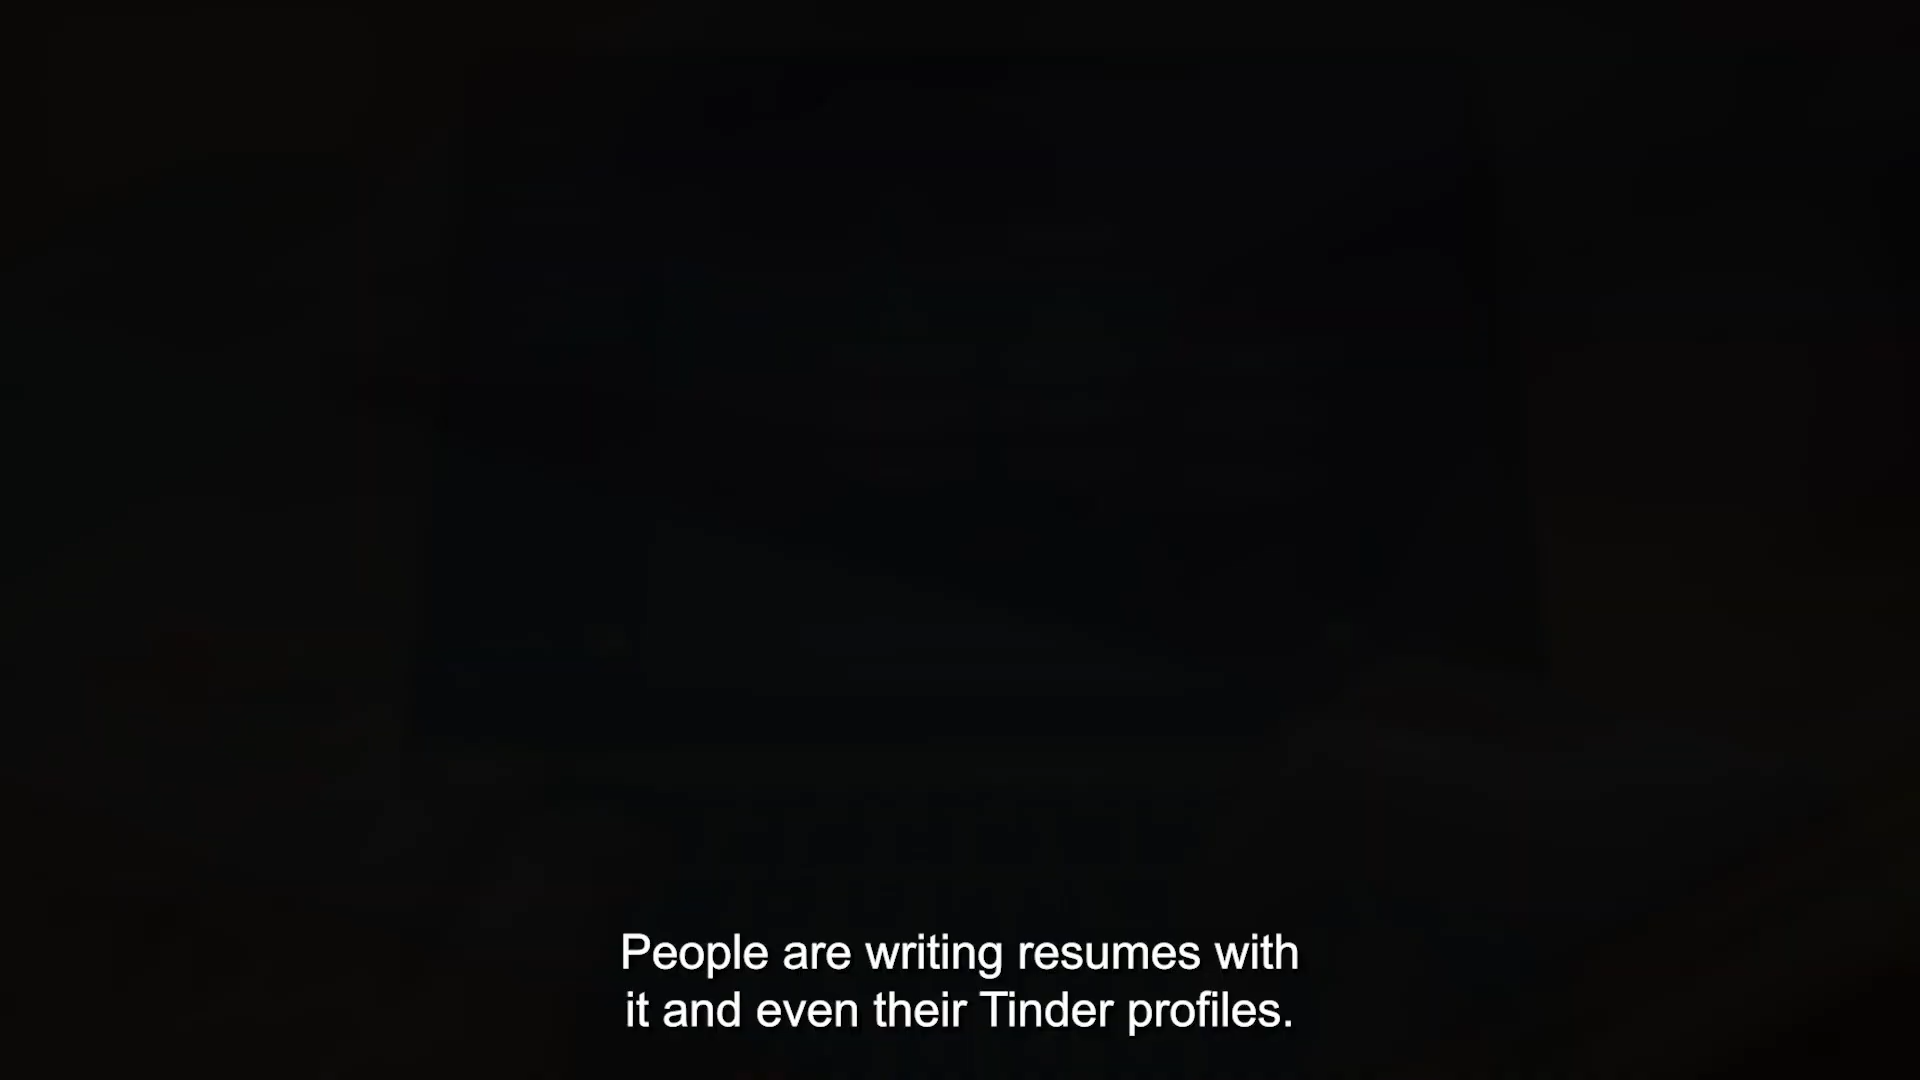 People are writing resumes with
it and even their Tinder profiles.